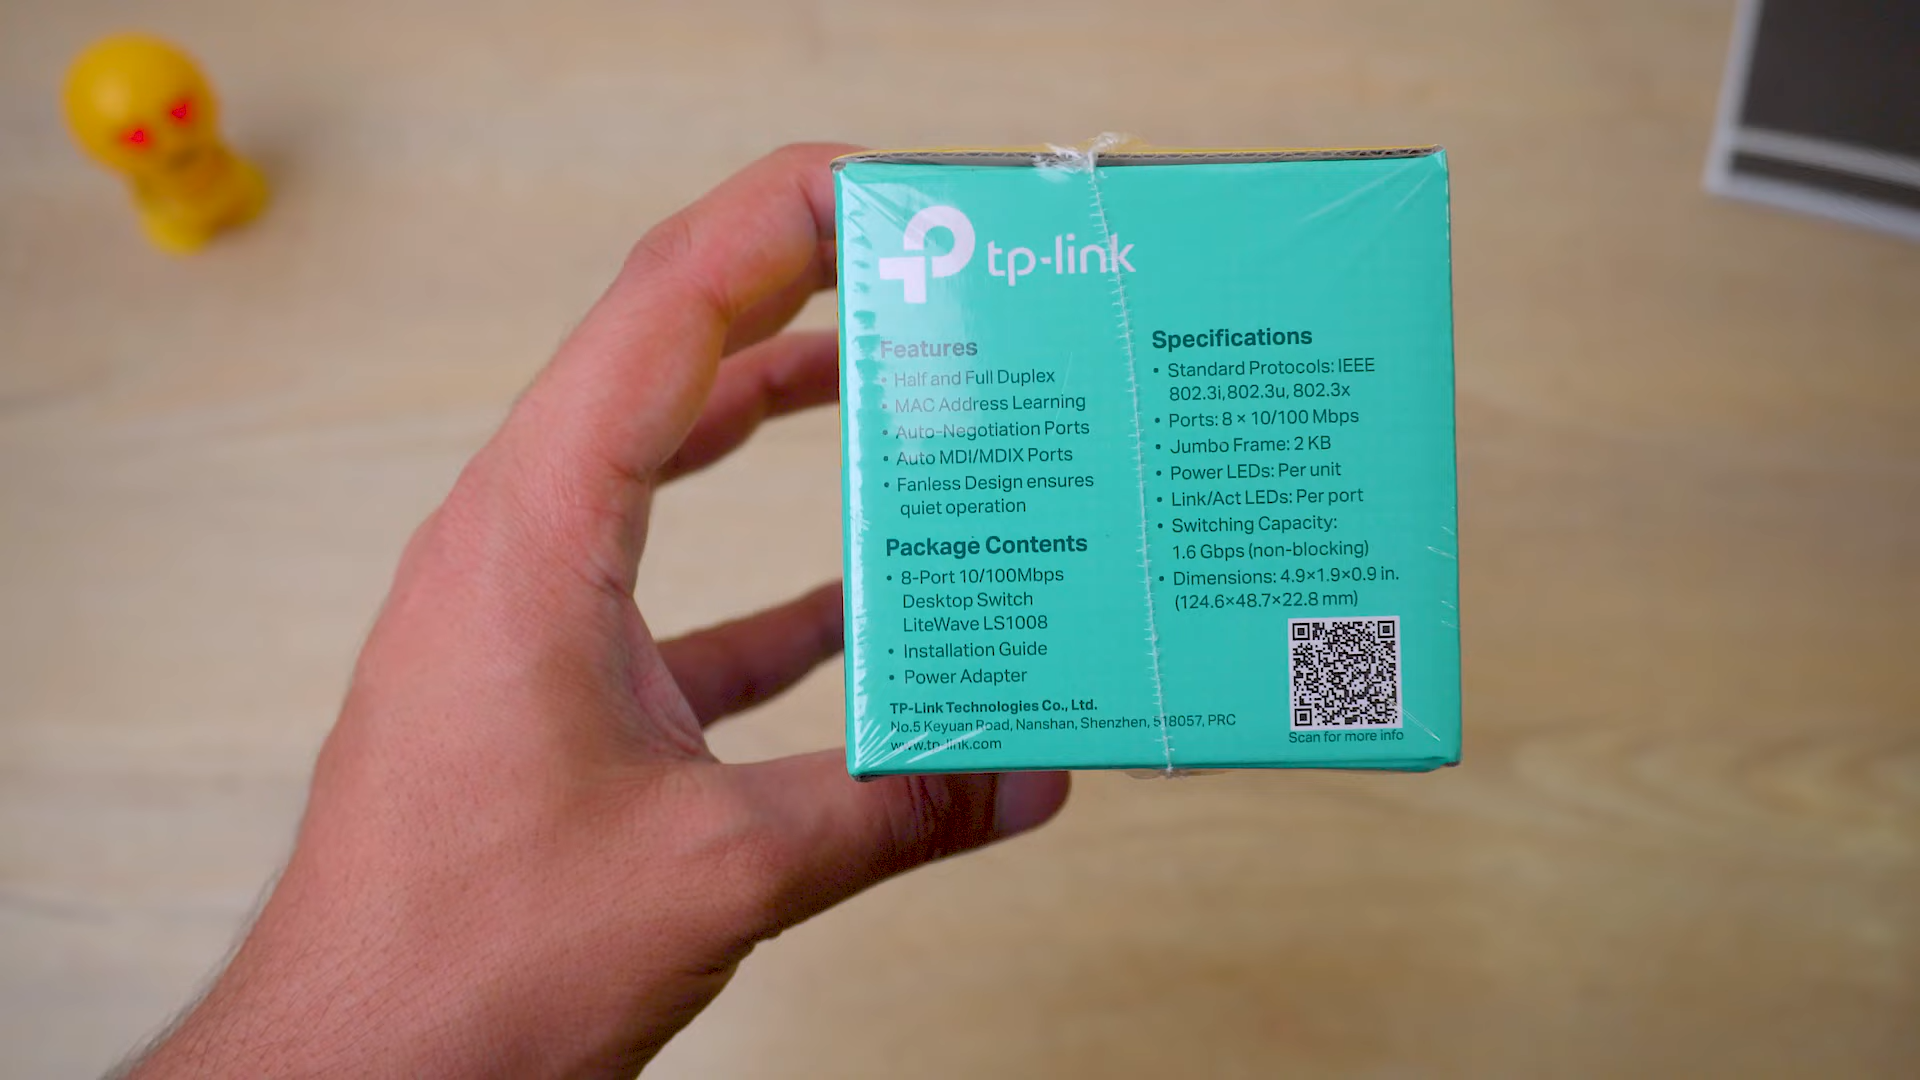 tp-link
Features
• Half and Full Duplex
• MAC Address Learning
• Auto-Negotiation Ports
• Auto MDI/MDIX Ports
• Fanless Design ensures
quiet operation
Package Contents
• 8-Port 10/100Mbps
Desktop Switch
LiteWave LS1008
• Installation Guide
• Power Adapter
TP-Link Technologies Co., Ltd.
No.5 Keyuan Road, Nanshan, Shenzhen, 518057, PRC
www.tp-link.com
Specifications
• Standard Protocols: IEEE
802.3i,802.3u, 802.3x
• Ports: 8 × 10/100 Mbps
• Jumbo Frame: 2 KB
• Power LEDs: Per unit
• Link/Act LEDs: Per port
• Switching Capacity:
1.6 Gbps (non-blocking)
• Dimensions: 4.9×1.9×0.9 in.
(124.6×48.7×22.8 mm)
Scan for more info